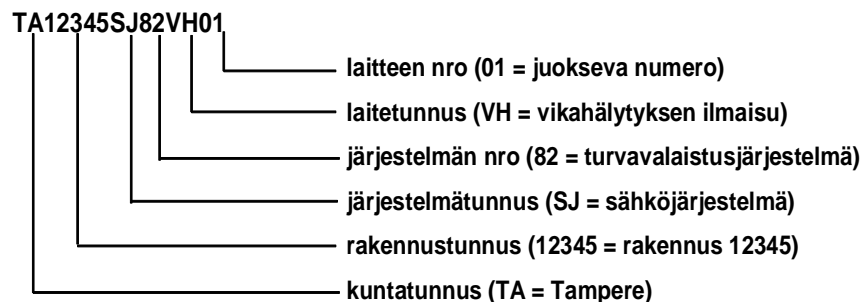 TA12345SJ82VH01
laitteen nro (01 = juokseva numero)
laitetunnus (VH = vikahälytyksen ilmaisu)
järjestelmän nro (82 = turvavalaistusjärjestelmä)
järjestelmätunnus (SJ = sähköjärjestelmä)
rakennustunnus (12345 = rakennus 12345)
kuntatunnus (TA = Tampere)